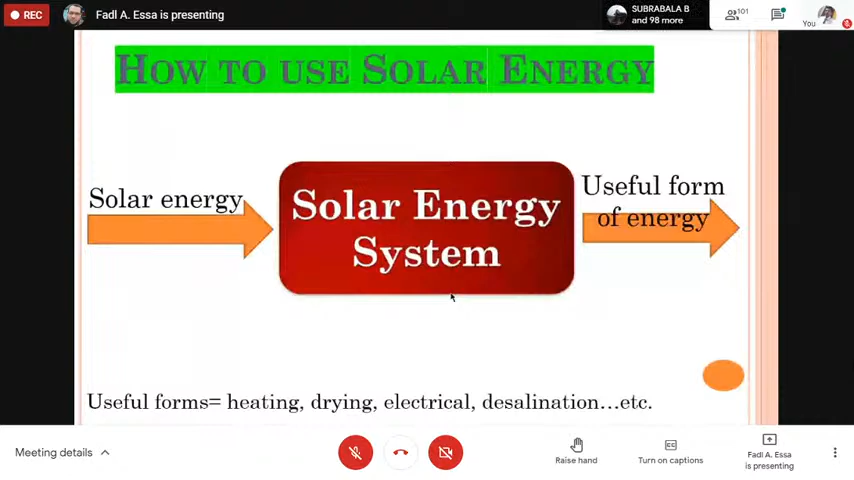 REC
Fadl A. Essa is presenting
SUBRABALA B
and 98 more
101
You
HOW TO USE SOLAR ENERGY
Solar energy
Solar Energy
System
Useful form
of energy
Useful forms= heating, drying, electrical, desalination…etc.
Meeting details
Raise hand
Turn on captions
Fadl A. Essa
is presenting